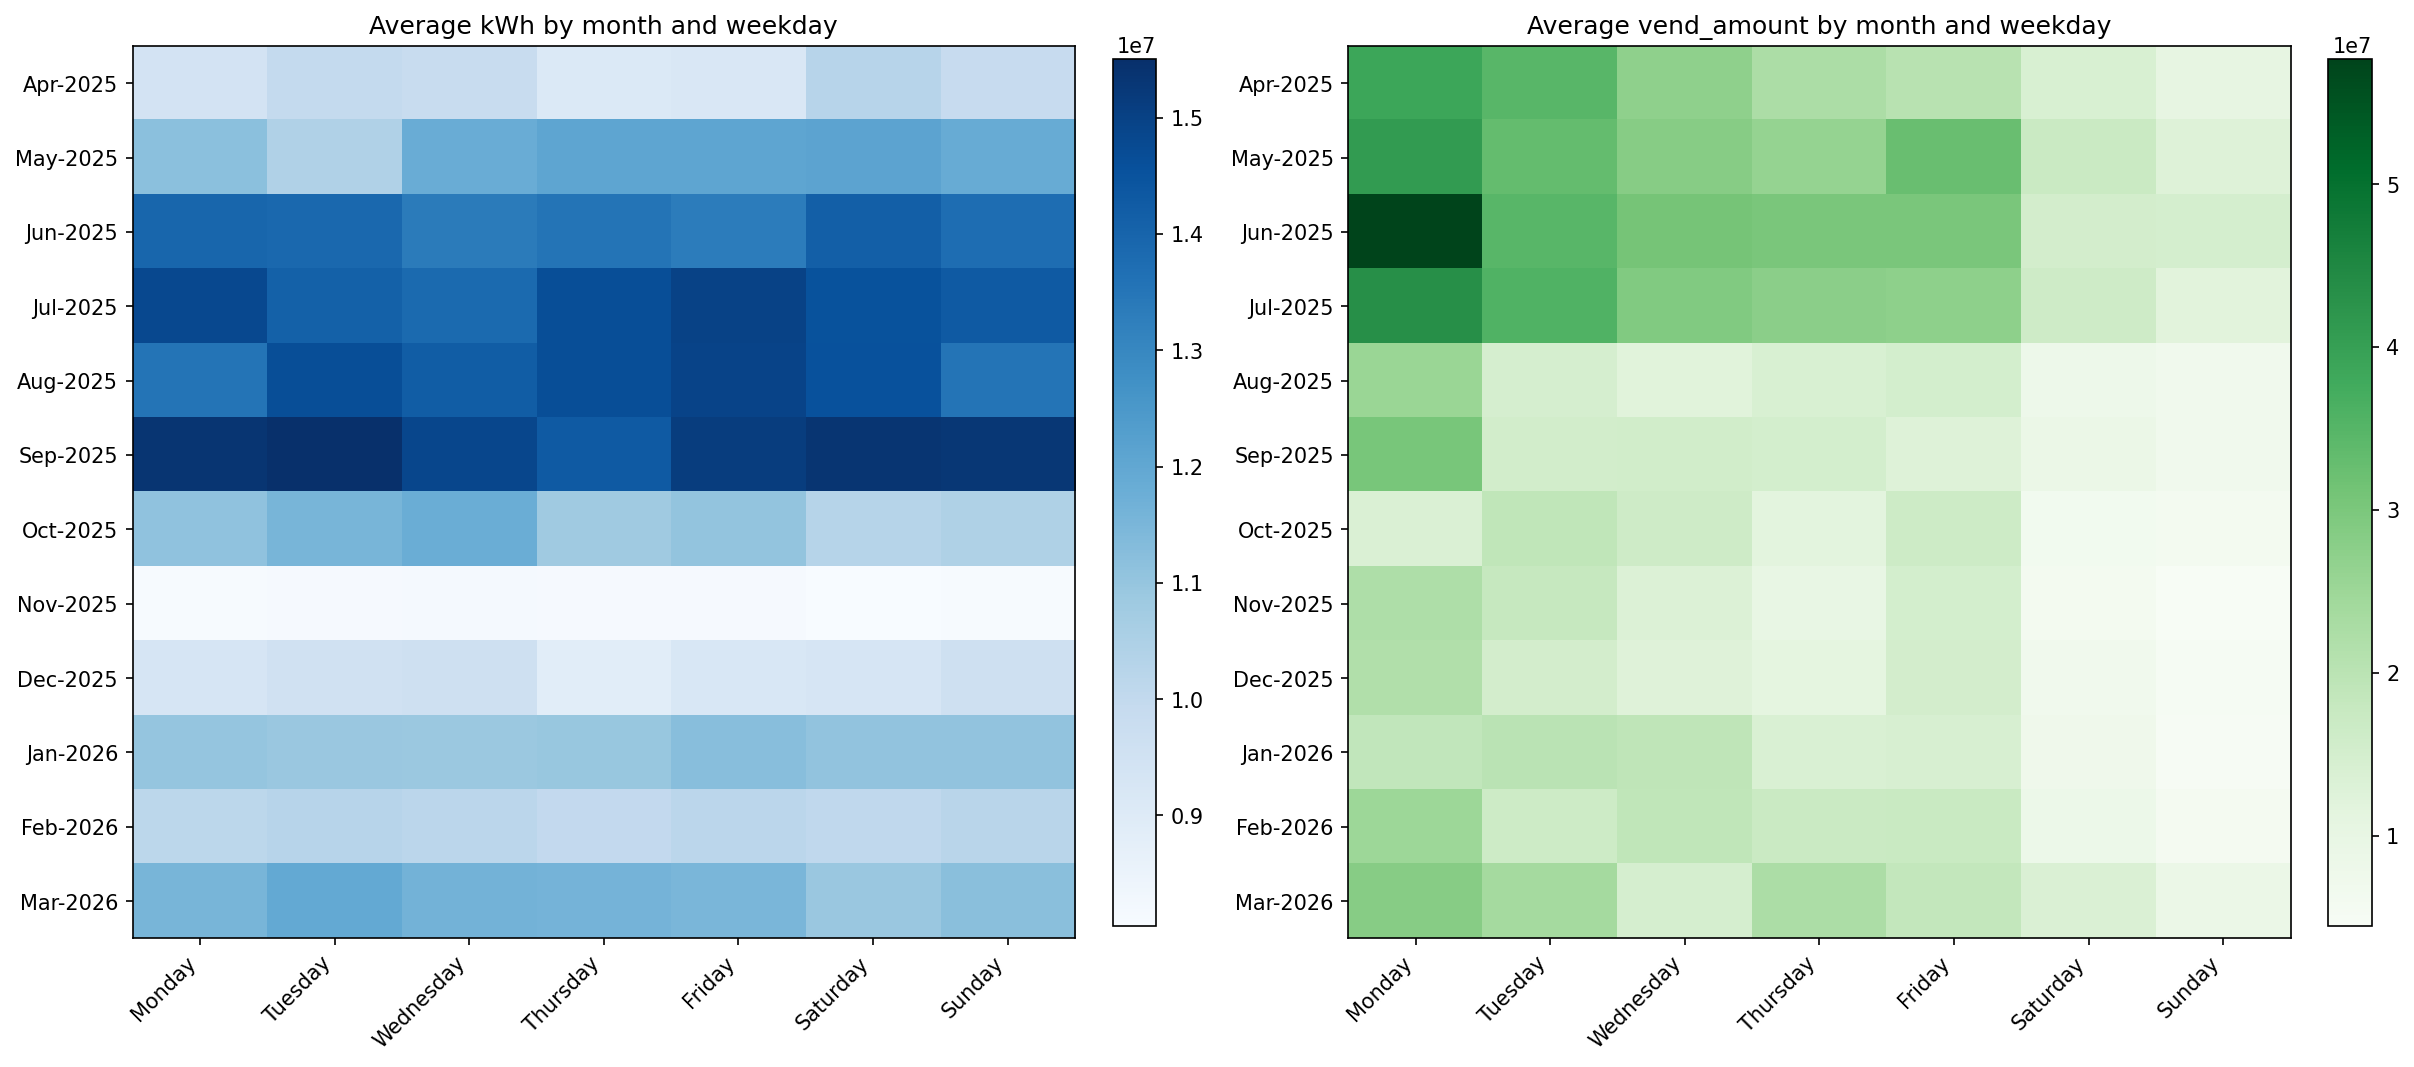 Average kWh by month and weekday
1e7
Apr-2025
May-2025
Jun-2025
Jul-2025
Aug-2025
Sep-2025
Oct-2025
Nov-2025
Dec-2025
Jan-2026
Feb-2026
Mar-2026
1.5
1.4
1.3
1.2
1.1
1.0
0.9
Monday
Tuesday
Wednesday
Thursday
Friday
Saturday
Sunday
Average vend_amount by month and weekday
1e7
Apr-2025
May-2025
Jun-2025
Jul-2025
Aug-2025
Sep-2025
Oct-2025
Nov-2025
Dec-2025
Jan-2026
Feb-2026
Mar-2026
5
4
3
2
1
Monday
Tuesday
Wednesday
Thursday
Friday
Saturday
Sunday